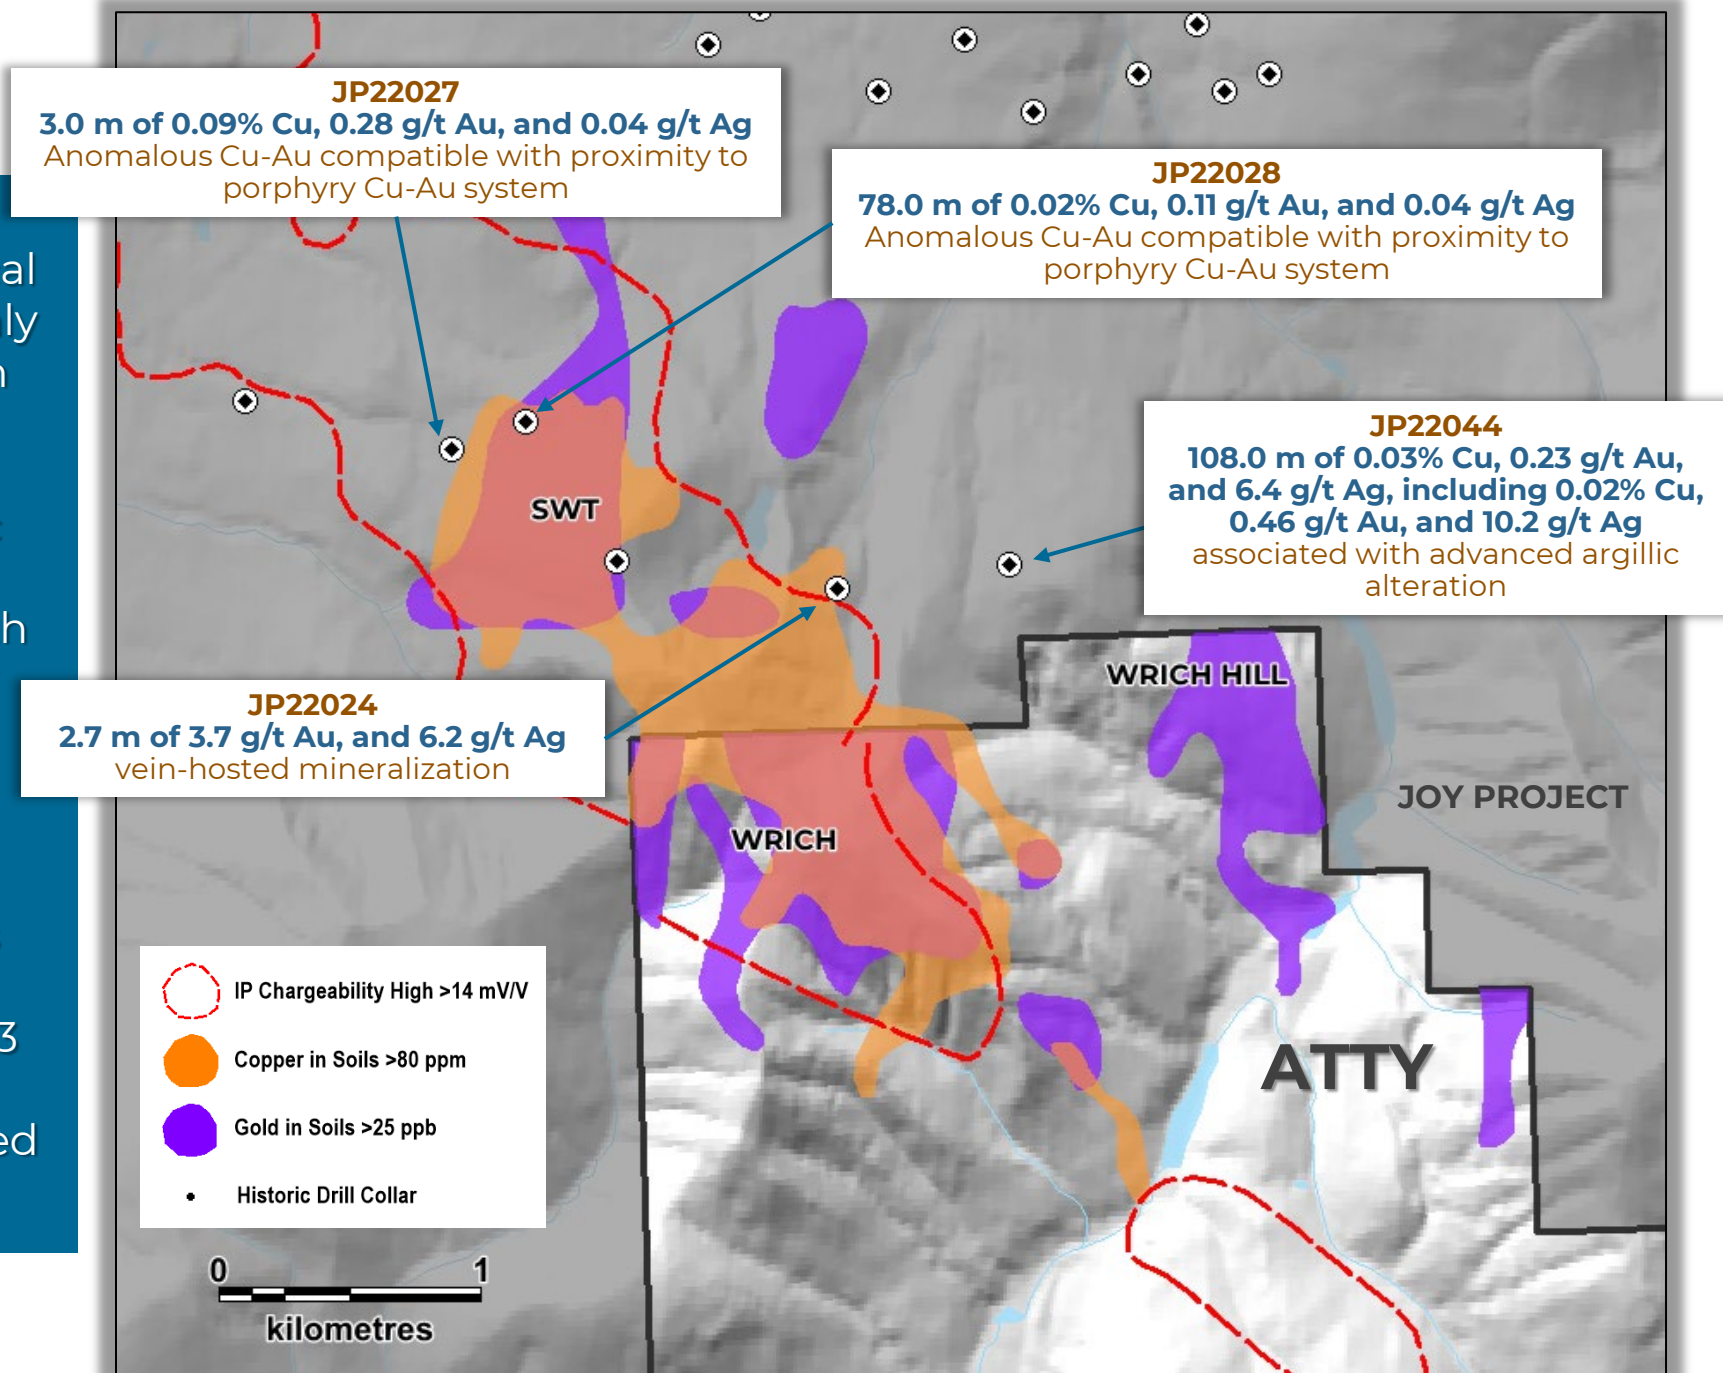 JP22027
3.0 m of 0.09% Cu, 0.28 g/t Au, and 0.04 g/t Ag
Anomalous Cu-Au compatible with proximity to
porphyry Cu-Au system
JP22028
78.0 m of 0.02% Cu, 0.11 g/t Au, and 0.04 g/t Ag
Anomalous Cu-Au compatible with proximity to
porphyry Cu-Au system
JP22044
108.0 m of 0.03% Cu, 0.23 g/t Au,
and 6.4 g/t Ag, including 0.02% Cu,
0.46 g/t Au, and 10.2 g/t Ag
associated with advanced argillic
alteration
SWT
WRICH HILL
JP22024
2.7 m of 3.7 g/t Au, and 6.2 g/t Ag
vein-hosted mineralization
JOY PROJECT
WRICH
ATTY
IP Chargeability High >14 mV/V
Copper in Soils >80 ppm
Gold in Soils >25 ppb
Historic Drill Collar
0 1
kilometres